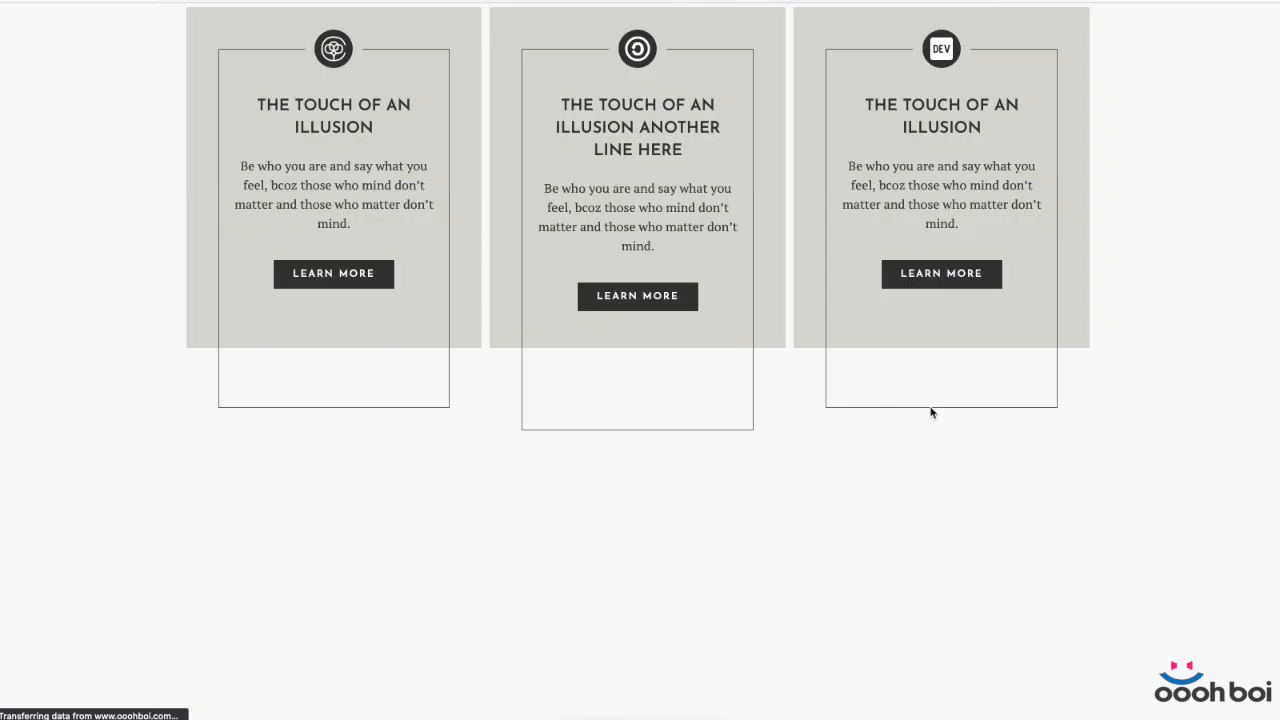 THE TOUCH OF AN
ILLUSION
Be who you are and say what you
feel, bcoz those who mind don't
matter and those who matter don't
mind.
LEARN MORE
THE TOUCH OF AN
ILLUSION ANOTHER
LINE HERE
Be who you are and say what you
feel, bcoz those who mind don't
matter and those who matter don't
mind.
LEARN MORE
DEV
THE TOUCH OF AN
ILLUSION
Be who you are and say what you
feel, bcoz those who mind don't
matter and those who matter don't
mind.
LEARN MORE
Transferring data from www.ooohboi.com...
oooh boi